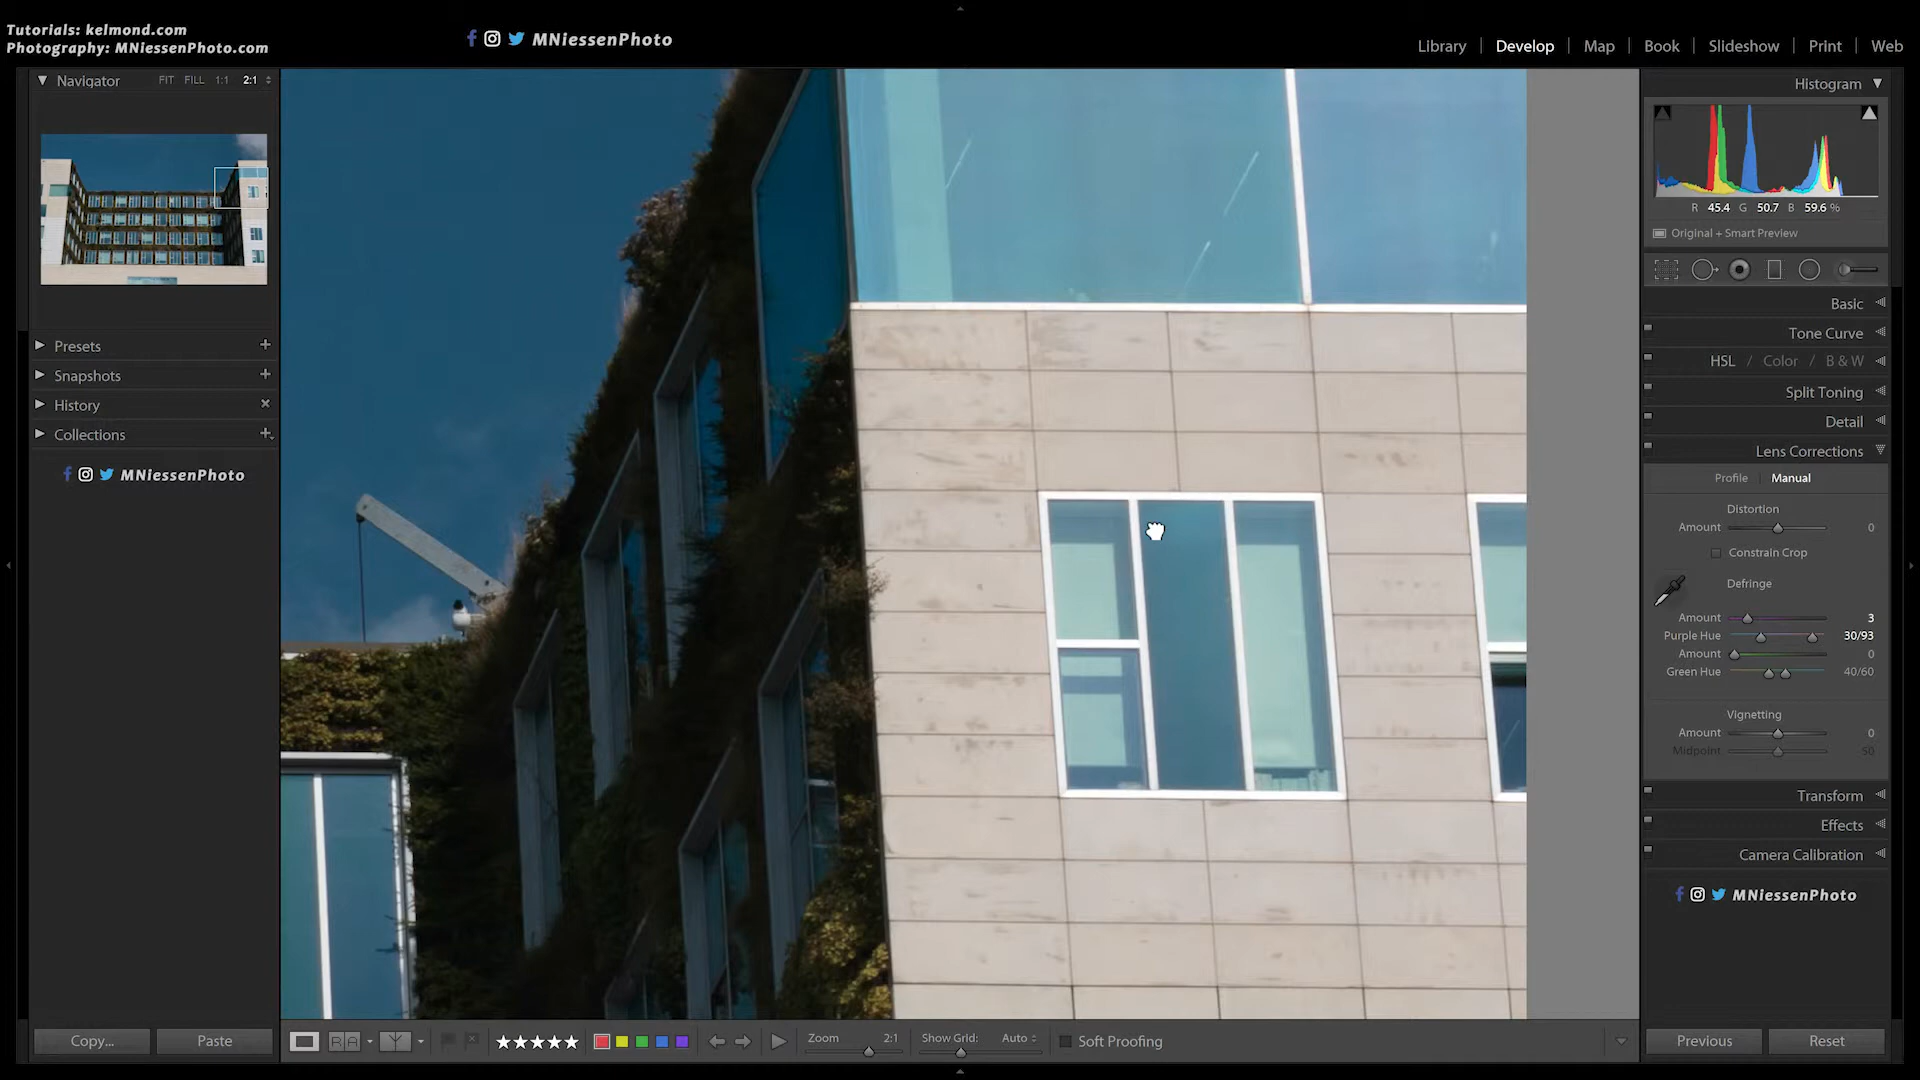 Tutorials: kelmond.com
Photography: MNiessenPhoto.com
MNiessenPhoto
Library | Develop | Map | Book | Slideshow | Print | Web
Navigator FIT FILL 1:1 2:1
Presets
Snapshots
History
Collections
MNiessenPhoto
Histogram
R 45.4 G 50.7 B 59.6 %
Original + Smart Preview
Basic
Tone Curve
HSL / Color / B & W
Split Toning
Detail
Lens Corrections
Profile Manual
Distortion
Amount 0
Constrain Crop
Defringe
Amount 3
Purple Hue 30/93
Amount 0
Green Hue 40/60
Vignetting
Amount 0
Midpoint 50
Transform
Effects
Camera Calibration
MNiessenPhoto
Copy... Paste
R A Y
Zoom 2:1 Show Grid: Auto Soft Proofing
Previous Reset